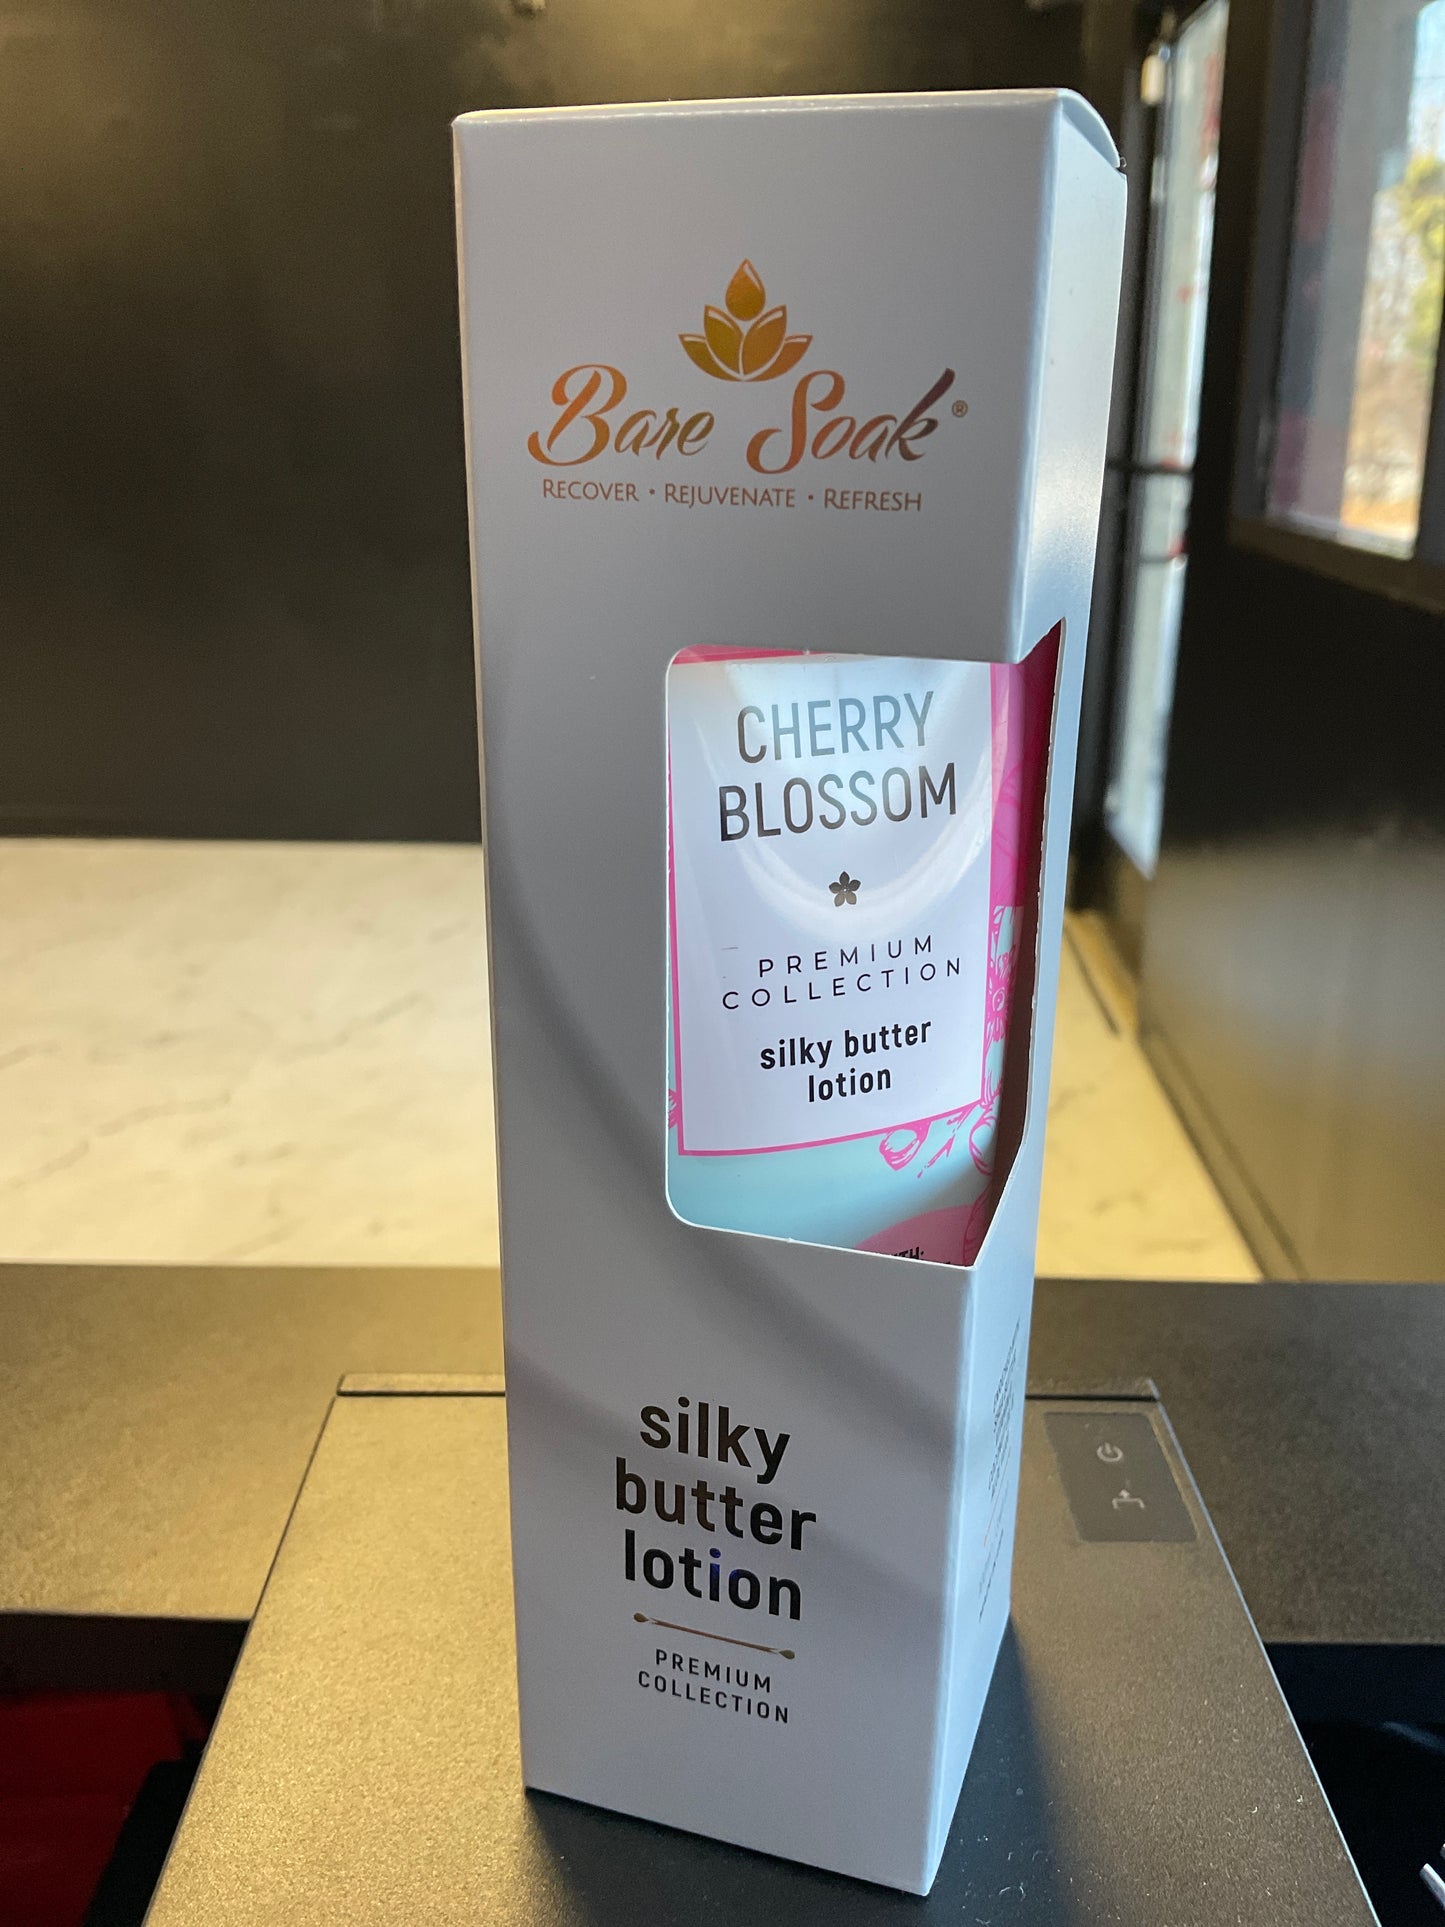 Bare Soak®
RECOVER • REJUVENATE • REFRESH
CHERRY
BLOSSOM
PREMIUM
COLLECTION
silky butter
lotion
silky
butter
lotion
PREMIUM
COLLECTION